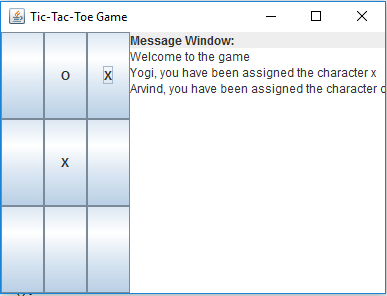 Tic-Tac-Toe Game
Message Window:
O X
Welcome to the game
Yogi, you have been assigned the character x
Arvind, you have been assigned the character
X